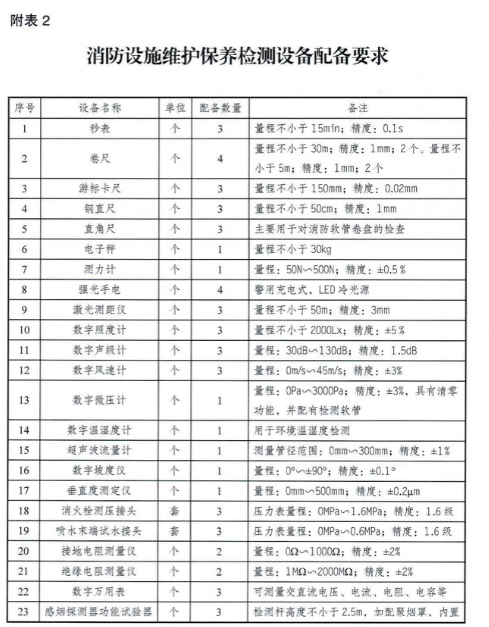 附表 2
消防设施维护保养检测设备配备要求
序号 设备名称 单位 配备数量 备注
1 秒表 个 3 量程不小于 15min；精度：0.1s
2 卷尺 个 4 量程不小于 30m；精度：1mm；2 个。量程不
小于 5m；精度：1mm；2 个
3 游标卡尺 个 3 量程不小于 150mm；精度：0.02mm
4 钢直尺 个 3 量程不小于 50cm；精度：1mm
5 直角尺 个 3 主要用于对消防软管卷盘的检查
6 电子秤 个 1 量程不小于 30kg
7 测力计 个 1 量程：50N～500N；精度：±0.5％
8 强光手电 个 4 警用充电式，LED 冷光源
9 激光测距仪 个 3 量程不小于 50m；精度：3mm
10 数字照度计 个 3 量程不小于 2000Lx；精度：±5％
11 数字声级计 个 3 量程：30dB～130dB；精度：1.5dB
12 数字风速计 个 3 量程：0m/s～45m/s；精度：±3％
13 数字微压计 个 1 量程：0Pa～3000Pa；精度：±3％，具有清零
功能，并配有检测软管
14 数字温湿度计 个 1 用于环境温湿度检测
15 超声波流量计 个 1 测量管径范围：0mm～300mm；精度：±1％
16 数字坡度仪 个 1 量程：0°～±90°；精度：±0.1°
17 垂直度测定仪 个 1 量程：0mm～500mm；精度：±0.2μm
18 消火栓测压接头 套 3 压力表量程：0MPa～1.6MPa；精度：1.6 级
19 喷水末端试水接头 套 3 压力表量程：0MPa～0.6MPa；精度：1.6 级
20 接地电阻测量仪 个 2 量程：0Ω～1000Ω；精度：±2％
21 绝缘电阻测量仪 个 2 量程：1MΩ～2000MΩ；精度：±2％
22 数字万用表 个 3 可测量交直流电压、电流、电阻、电容等
23 感烟探测器功能试验器 个 3 检测杆高度不小于 2.5m，加配聚烟罩，内置